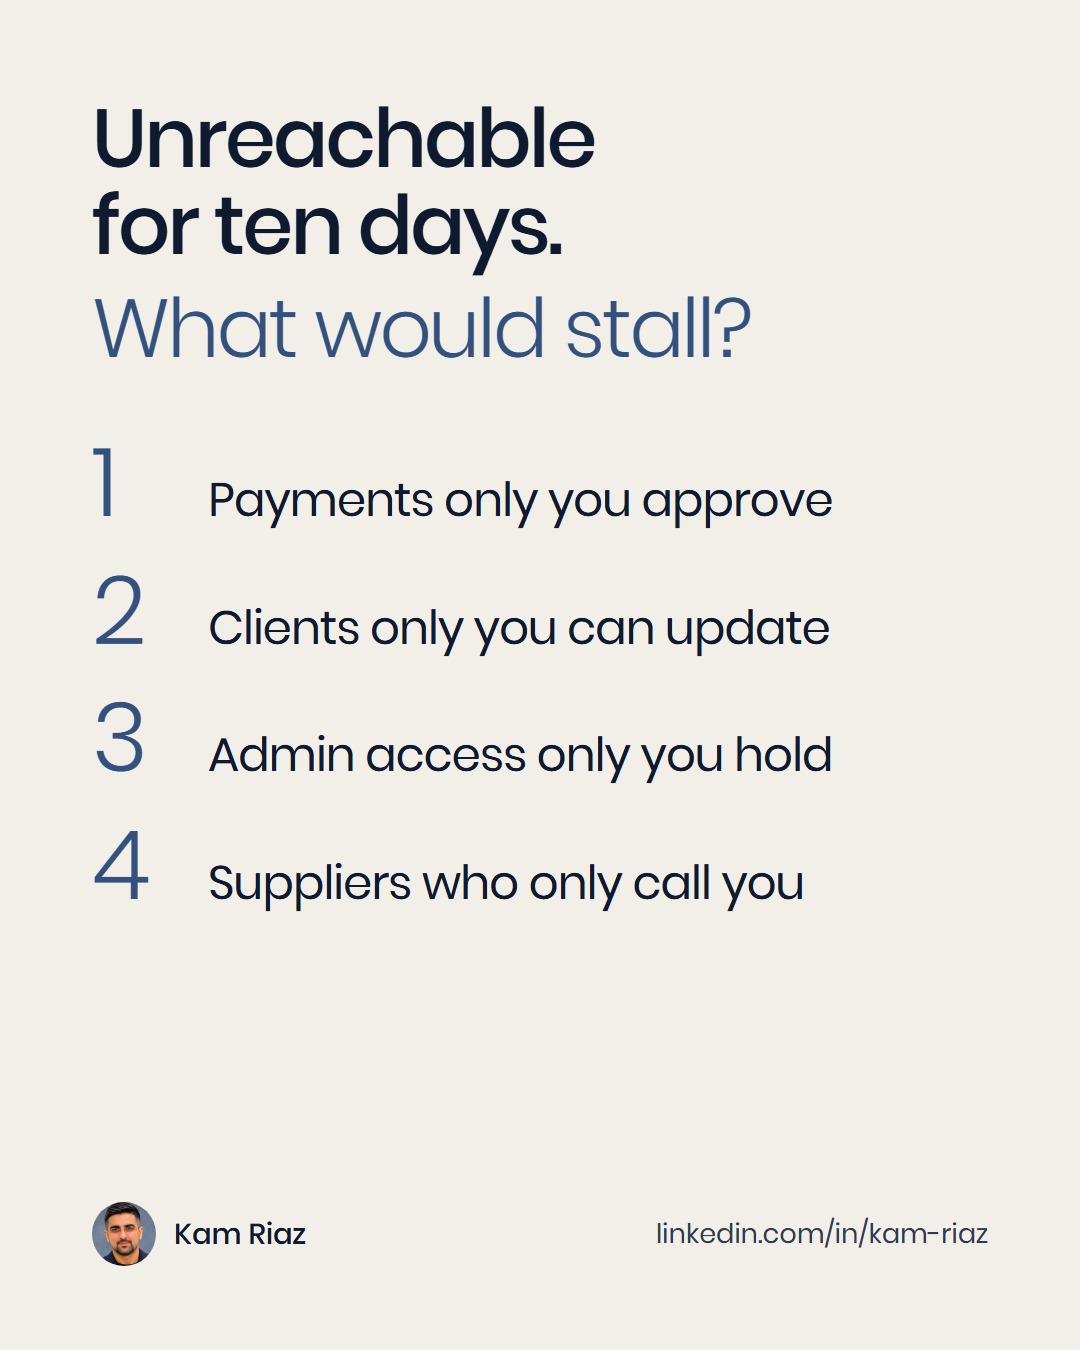 Unreachable
for ten days.
What would stall?
1 Payments only you approve
2 Clients only you can update
3 Admin access only you hold
4 Suppliers who only call you
Kam Riaz linkedin.com/in/kam-riaz